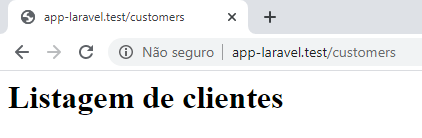 app-laravel.test/customers
Não seguro app-laravel.test/customers
Listagem de clientes